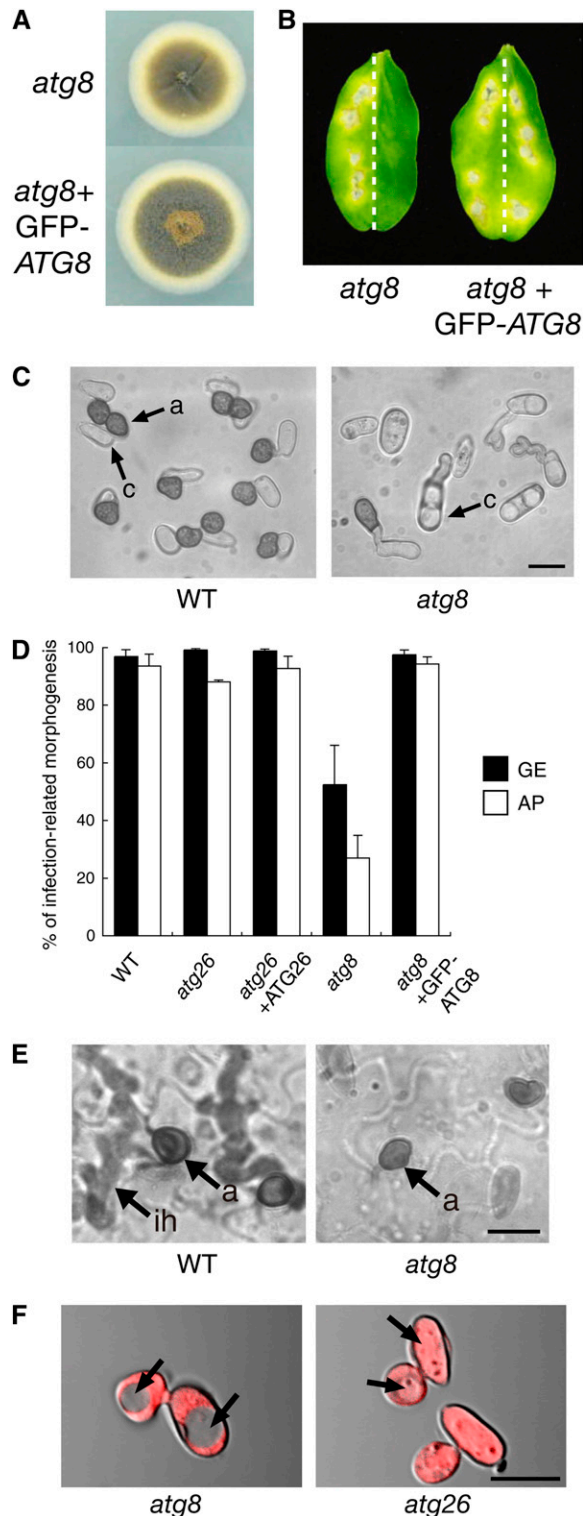 A
atg8
atg8+
GFP-
ATG8
B
atg8
atg8 +
GFP-ATG8
C
a
c
c
WT
atg8
D
% of infection-related morphogenesis
100
80
60
40
20
0
GE
AP
WT
atg26
atg26
+ATG26
atg8
atg8
+GFP-
ATG8
E
a
ih
a
WT
atg8
F
atg8
atg26